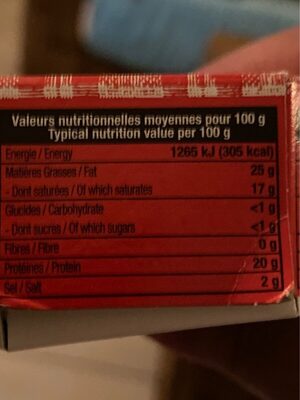 Valeurs nutritionnelles moyennes pour 100 g
Typical nutrition value per 100 g
Energie / Energy 1265 kJ (305 kcal)
Matières Grasses / Fat 25 g
- Dont saturées / Of which saturates 17 g
Glucides / Carbohydrate <1 g
- Dont sucres / Of which sugars <1 g
Fibres / Fibre 0 g
Protéines / Protein 20 g
Sel / Salt 2 g